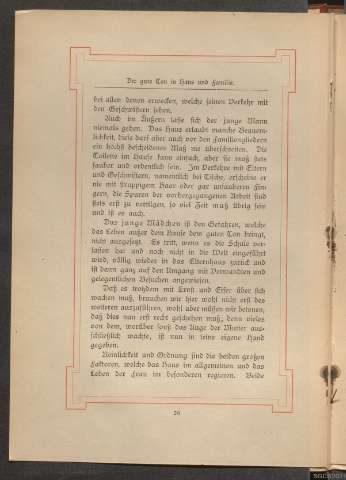 Der gute Ton in Haus und Familie.
bei allen denen erwecken, welche seinen Verkehr mit
den Geschwistern sehen.
Auch im Äußern lasse sich der junge Mann
niemals gehen. Das Haus erlaubt manche Bequem-
lichkeit, diese darf aber auch vor den Familiengliedern
ein höchst bescheidenes Maß nie überschreiten. Die
Toilette im Hause kann einfach, aber sie muß stets
sauber und ordentlich sein. Im Verkehre mit Eltern
und Geschwistern, namentlich bei Tische, erscheine er
nie mit struppigem Haar oder gar unsauberen Fin-
gern, die Spuren der vorhergegangenen Arbeit sind
stets erst zu vertilgen, so viel Zeit muß übrig sein
und ist es auch.
Das junge Mädchen ist den Gefahren, welche
das Leben außer dem Hause dem guten Ton bringt,
nicht ausgesetzt. Es tritt, wenn es die Schule ver-
lassen hat und noch nicht in die Welt eingeführt
wird, völlig wieder in das Elternhaus zurück und
ist dann ganz auf den Umgang mit Verwandten und
gelegentlichen Besuchen angewiesen.
Daß es trotzdem mit Ernst und Eifer über sich
wachen muß, brauchen wir hier wohl nicht erst des
weiteren auszuführen, wohl aber müssen wir betonen,
daß dies nun erst recht geschehen muß; denn vieles
von dem, worüber sonst das Auge der Mutter aus-
schließlich wachte, ist nun in seine eigene Hand
gegeben.
Reinlichkeit und Ordnung sind die beiden großen
Faktoren, welche das Haus im allgemeinen und das
Leben der Frau im besonderen regieren. Beide
26